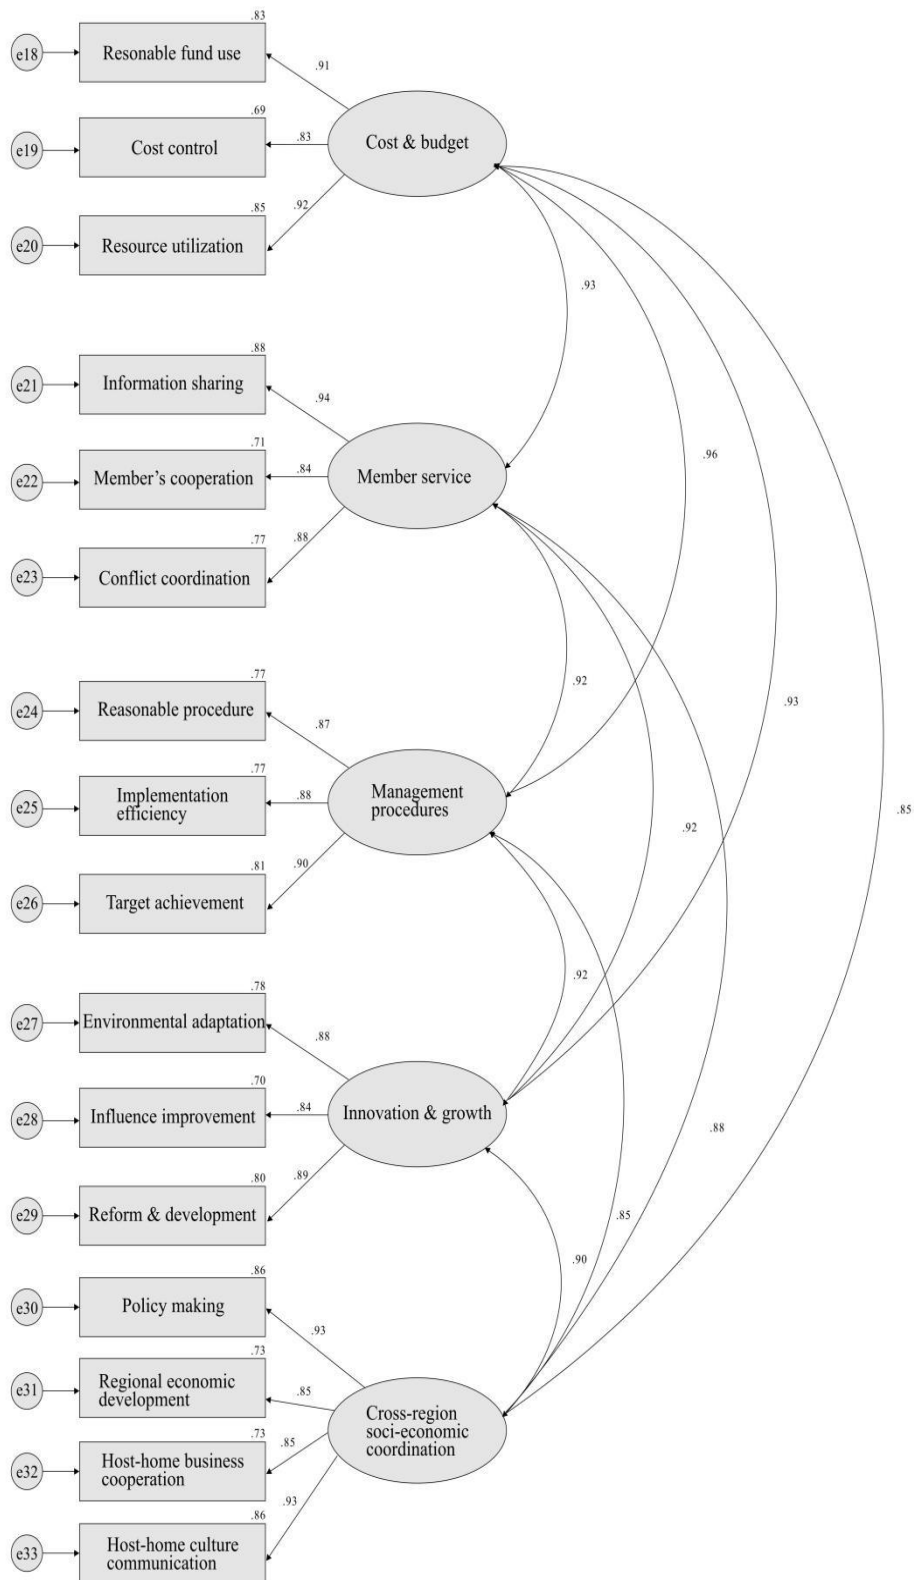 .83
e18
Resonable fund use
.91
.69
e19
Cost control
.83
Cost & budget
.85
e20
Resource utilization
.92
.93
.88
e21
Information sharing
.94
.71
e22
Member’s cooperation
.84
Member service
.96
.77
e23
Conflict coordination
.88
.77
e24
Reasonable procedure
.87
.92
.93
.77
e25
Implementation
efficiency
.88
Management
procedures
.92
.85
.81
e26
Target achievement
.90
.92
.78
e27
Environmental adaptation
.88
.70
e28
Influence improvement
.84
Innovation & growth
.88
.80
e29
Reform & development
.89
.85
.90
.86
e30
Policy making
.93
.73
e31
Regional economic
development
.85
Cross-region
soci-economic
coordination
.73
e32
Host-home business
cooperation
.85
.86
e33
Host-home culture
communication
.93